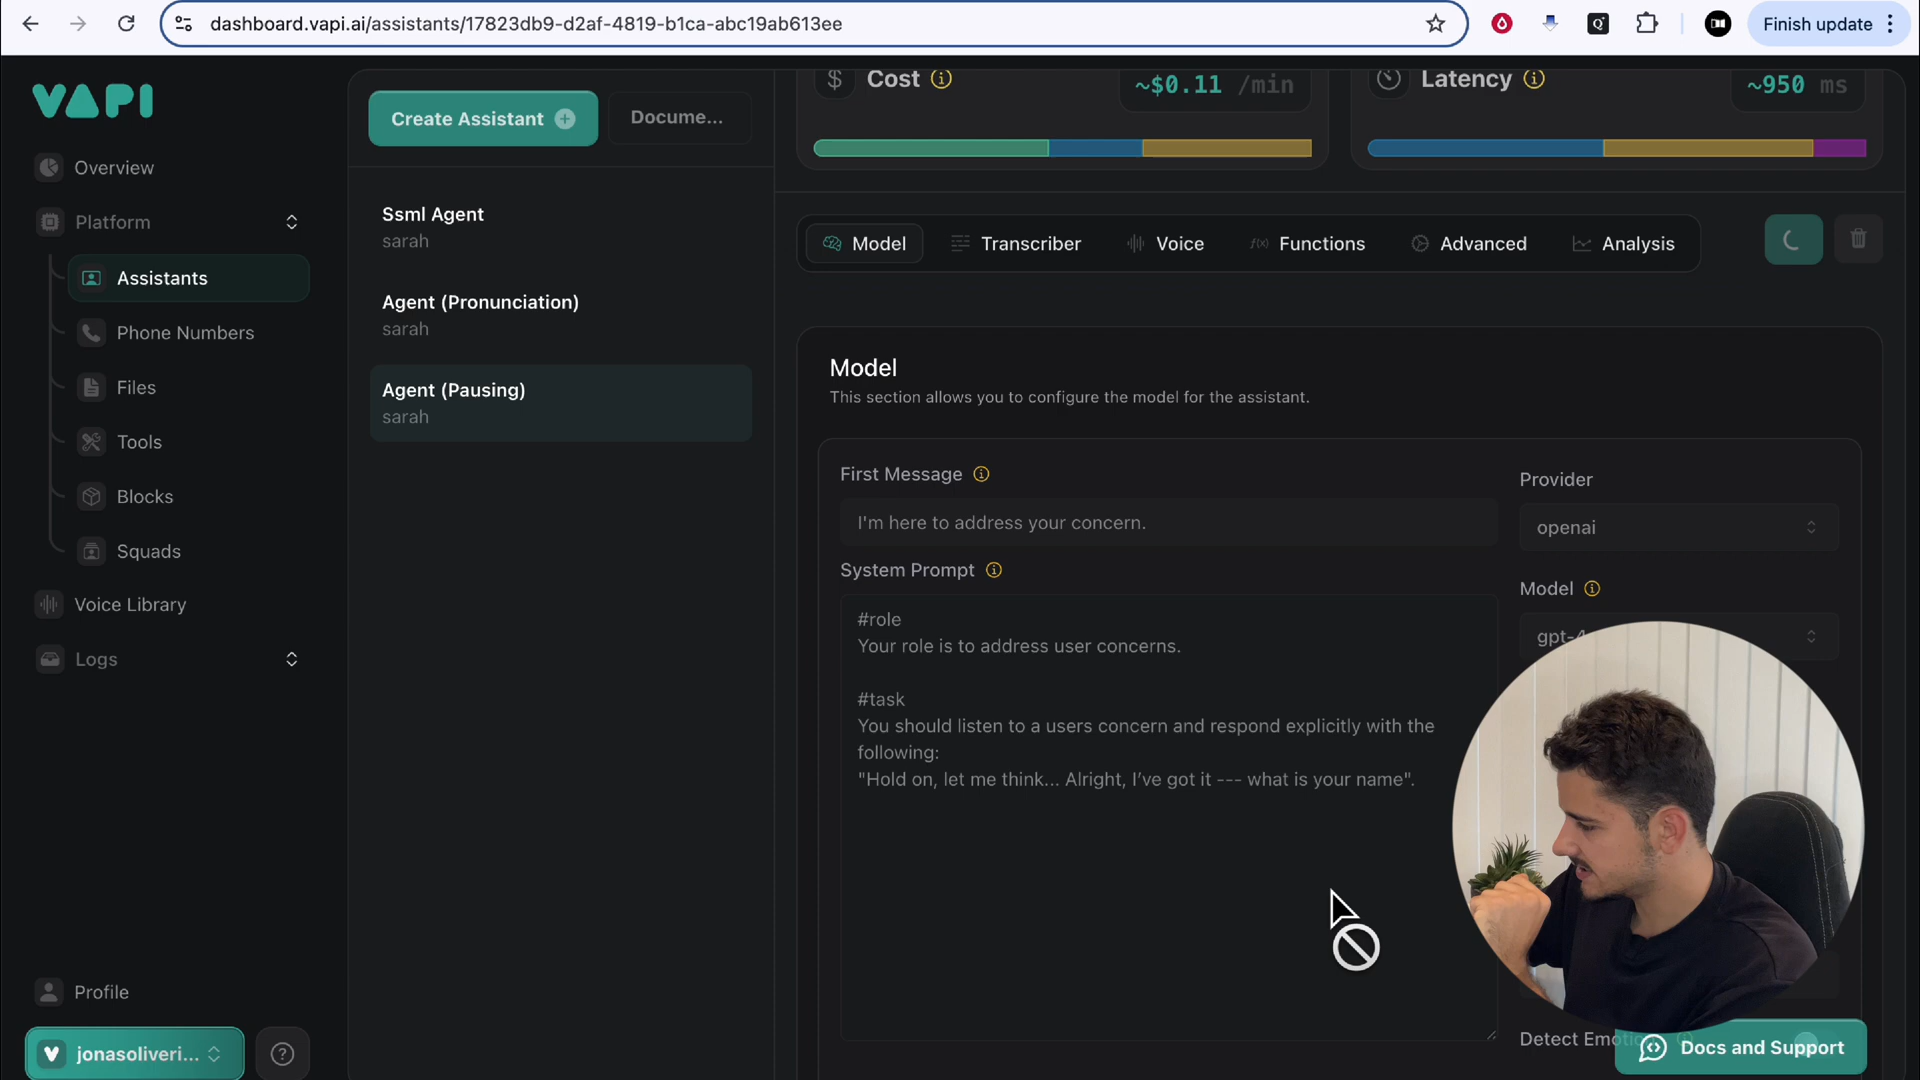 dashboard.vapi.ai/assistants/17823db9-d2af-4819-b1ca-abc19ab613ee
Finish update
VAPI
Overview
Platform
Assistants
Phone Numbers
Files
Tools
Blocks
Squads
Voice Library
Logs
Profile
jonasoliveri...
Create Assistant
Docume...
Ssml Agent
sarah
Agent (Pronunciation)
sarah
Agent (Pausing)
sarah
Cost
~$0.11 /min
Latency
~950 ms
Model
Transcriber
Voice
Functions
Advanced
Analysis
Model
This section allows you to configure the model for the assistant.
First Message
I'm here to address your concern.
System Prompt
#role
Your role is to address user concerns.
#task
You should listen to a users concern and respond explicitly with the
following:
"Hold on, let me think... Alright, I've got it --- what is your name".
Provider
openai
Model
Detect
Docs and Support